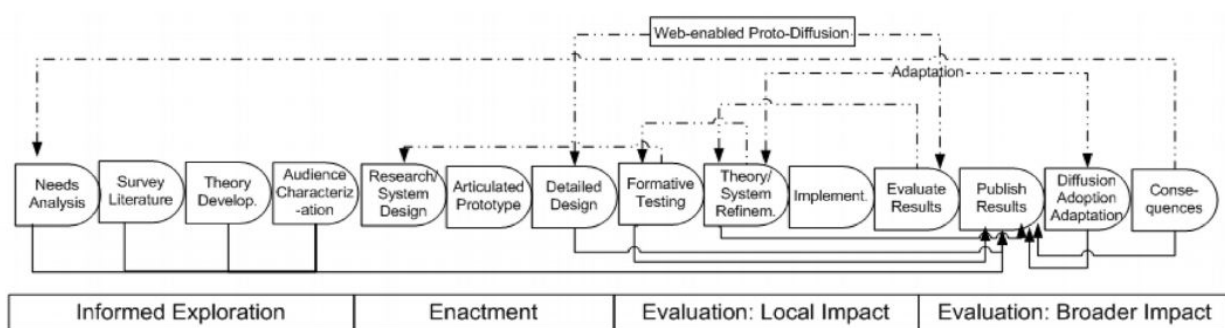 Web-enabled Proto-Diffusion
Adaptation
Needs
Analysis
Survey
Literature
Theory
Develop.
Audience
Characteriz
-ation
Research/
System
Design
Articulated
Prototype
Detailed
Design
Formative
Testing
Theory/
System
Refinem.
Implement.
Evaluate
Results
Publish
Results
Diffusion
Adoption
Adaptation
Conse-
quences
Informed Exploration
Enactment
Evaluation: Local Impact
Evaluation: Broader Impact